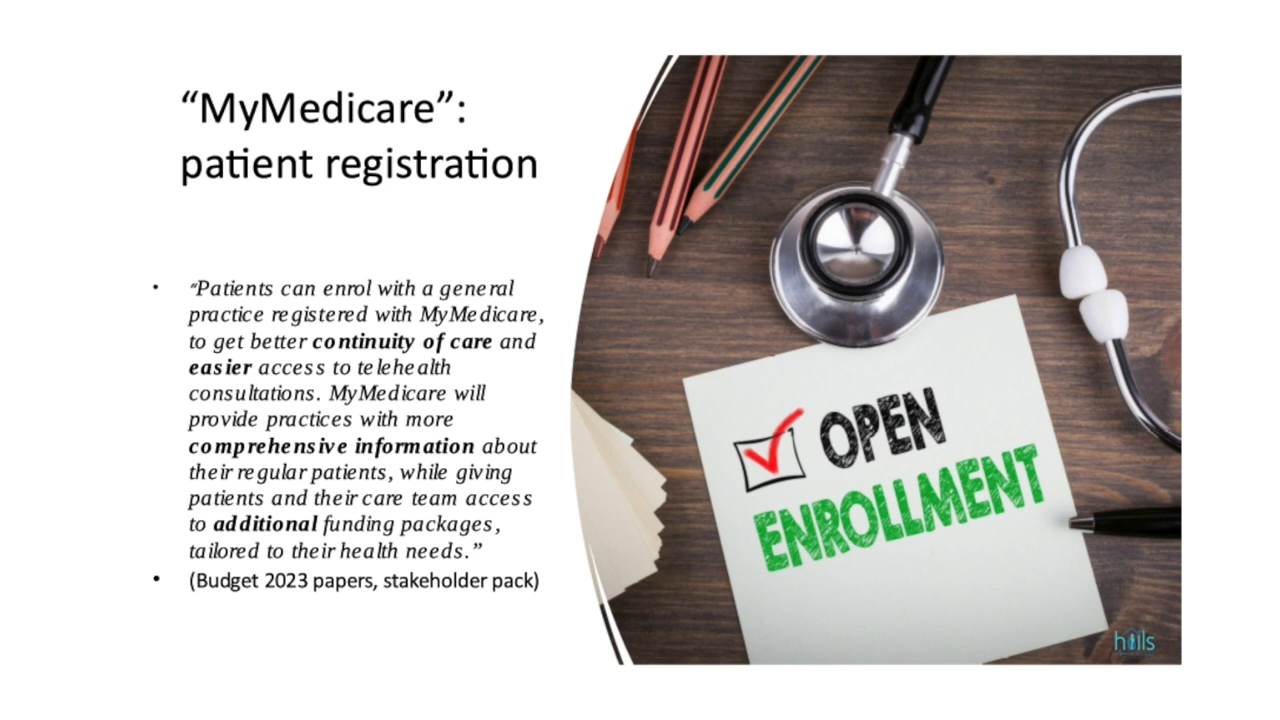 “MyMedicare”:
patient registration
• “Patients can enrol with a general
practice registered with MyMedicare,
to get better continuity of care and
easier access to telehealth
consultations. MyMedicare will
provide practices with more
comprehensive information about
their regular patients, while giving
patients and their care team access
to additional funding packages,
tailored to their health needs.”
• (Budget 2023 papers, stakeholder pack)
OPEN
ENROLLMENT
hills